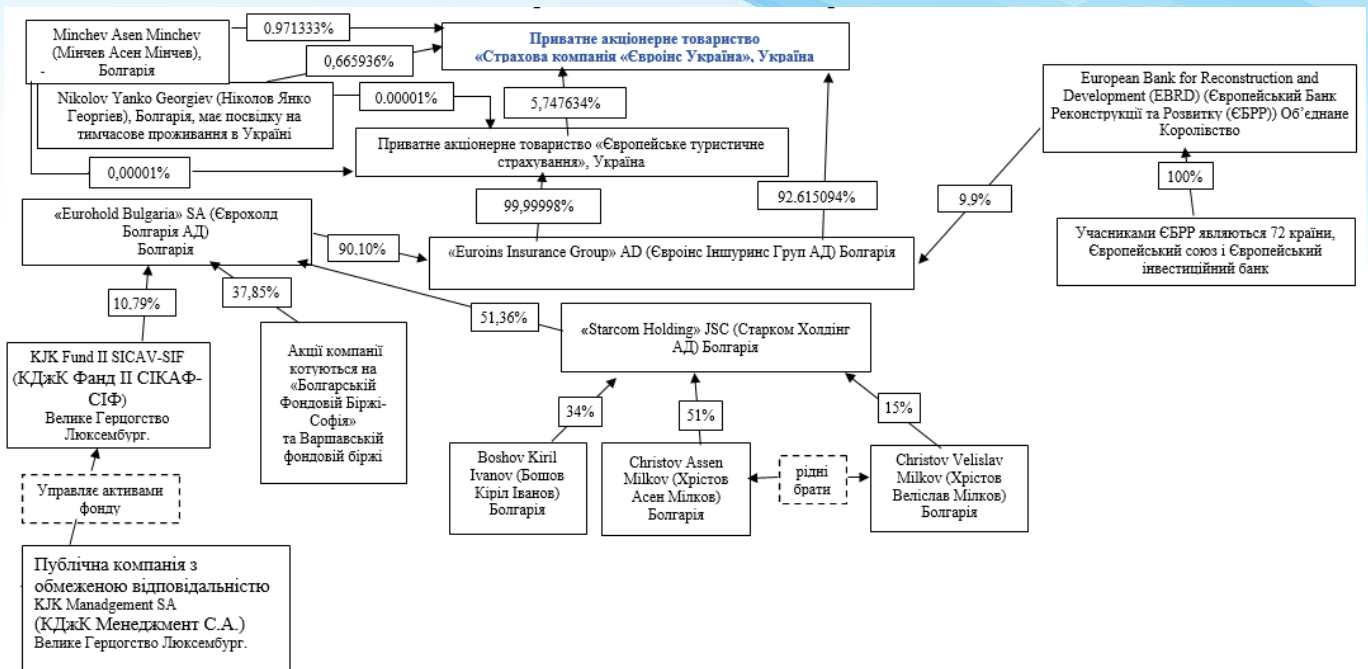 Minchev Asen Minchev
(Мінчев Асен Мінчев),
Болгарія
0.971333%
0,665936%
Приватне акціонерне товариство
«Страхова компанія «Євроінс Україна», Україна
Nikolov Yanko Georgiev (Ніколов Янко
Георгієв), Болгарія, має посвідку на
тимчасове проживання в Україні
0.00001%
5,747634%
Приватне акціонерне товариство «Європейське туристичне
страхування», Україна
0,00001%
99,99998%
92.615094%
European Bank for Reconstruction and
Development (EBRD) (Європейський Банк
Реконструкції та Розвитку (ЄБРР)) Об’єднане
Королівство
100%
9.9%
Учасниками ЄБРР являються 72 країни,
Європейський союз і Європейський
інвестиційний банк
«Eurohold Bulgaria» SA (Єврохолд
Болгарія АД)
Болгарія
90.10%
«Euroins Insurance Group» AD (Євроінс Іншуринс Груп АД) Болгарія
10,79%
37,85%
51,36%
«Starcom Holding» JSC (Старком Холдінг
АД) Болгарія
KJK Fund II SICAV-SIF
(КДжК Фанд II СІКАФ-
СІФ)
Велике Герцогство
Люксембург.
Акції компанії
котуються на
«Болгарській
Фондовій Біржі-
Софія»
та Варшавській
фондовій біржі
34%
51%
15%
Boshov Kiril
Ivanov (Бошов
Кіріл Іванов)
Болгарія
Christov Assen
Milkov (Хрістов
Асен Мілков)
Болгарія
рідні
брати
Christov Velislav
Milkov (Хрістов
Веліслав Мілков)
Болгарія
Управляє активами
фонду
Публічна компанія з
обмеженою відповідальністю
KJK Manadgement SA
(КДжК Менеджмент С.А.)
Велике Герцогство Люксембург.